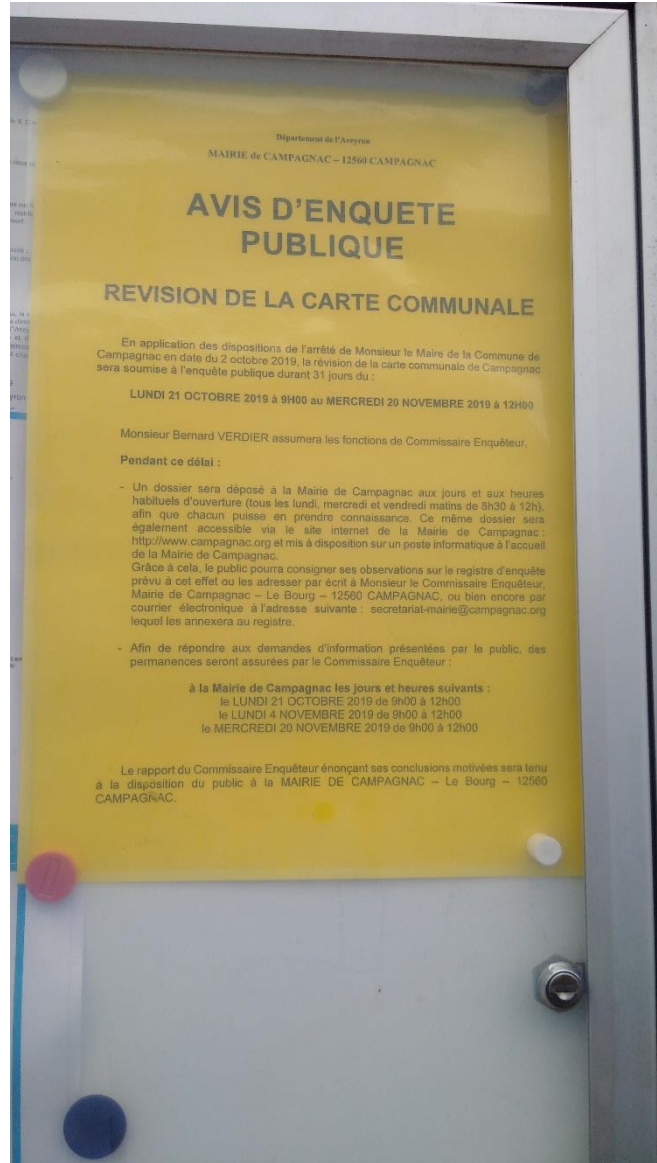 Département de l'Aveyron
MAIRIE de CAMPAGNAC – 12560 CAMPAGNAC
AVIS D'ENQUETE
PUBLIQUE
REVISION DE LA CARTE COMMUNALE
En application des dispositions de l'arrêté de Monsieur le Maire de la Commune de
Campagnac en date du 2 octobre 2019, la révision de la carte communale de Campagnac
sera soumise à l'enquête publique durant 31 jours du :
LUNDI 21 OCTOBRE 2019 à 9H00 au MERCREDI 20 NOVEMBRE 2019 à 12H00
Monsieur Bernard VERDIER assumera les fonctions de Commissaire Enquêteur.
Pendant ce délai :
- Un dossier sera déposé à la Mairie de Campagnac aux jours et aux heures
habituels d'ouverture (tous les lundi, mercredi et vendredi matins de 8h30 à 12h),
afin que chacun puisse en prendre connaissance. Ce même dossier sera
également accessible via le site internet de la Mairie de Campagnac :
http://www.campagnac.org et mis à disposition sur un poste informatique à l'accueil
de la Mairie de Campagnac.
Grâce à cela, le public pourra consigner ses observations sur le registre d'enquête
prévu à cet effet ou les adresser par écrit à Monsieur le Commissaire Enquêteur,
Mairie de Campagnac – Le Bourg – 12560 CAMPAGNAC, ou bien encore par
courrier électronique à l'adresse suivante : secretariat-mairie@campagnac.org
lequel les annexera au registre.
- Afin de répondre aux demandes d'information présentées par le public, des
permanences seront assurées par le Commissaire Enquêteur :
à la Mairie de Campagnac les jours et heures suivants :
le LUNDI 21 OCTOBRE 2019 de 9h00 à 12h00
le LUNDI 4 NOVEMBRE 2019 de 9h00 à 12h00
le MERCREDI 20 NOVEMBRE 2019 de 9h00 à 12h00
Le rapport du Commissaire Enquêteur énonçant ses conclusions motivées sera tenu
à la disposition du public à la MAIRIE DE CAMPAGNAC – Le Bourg – 12560
CAMPAGNAC.